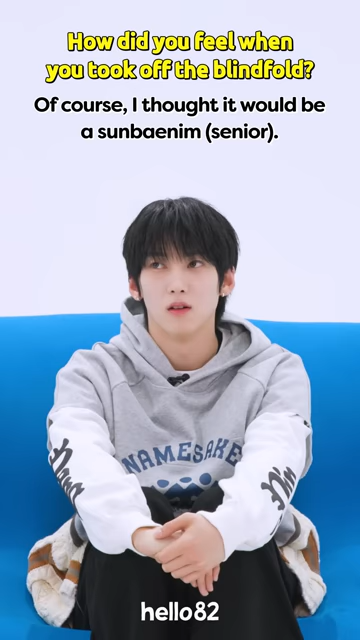 How did you feel when
you took off the blindfold?
Of course, I thought it would be
a sunbaenim (senior).
NAMESAKE
hello82